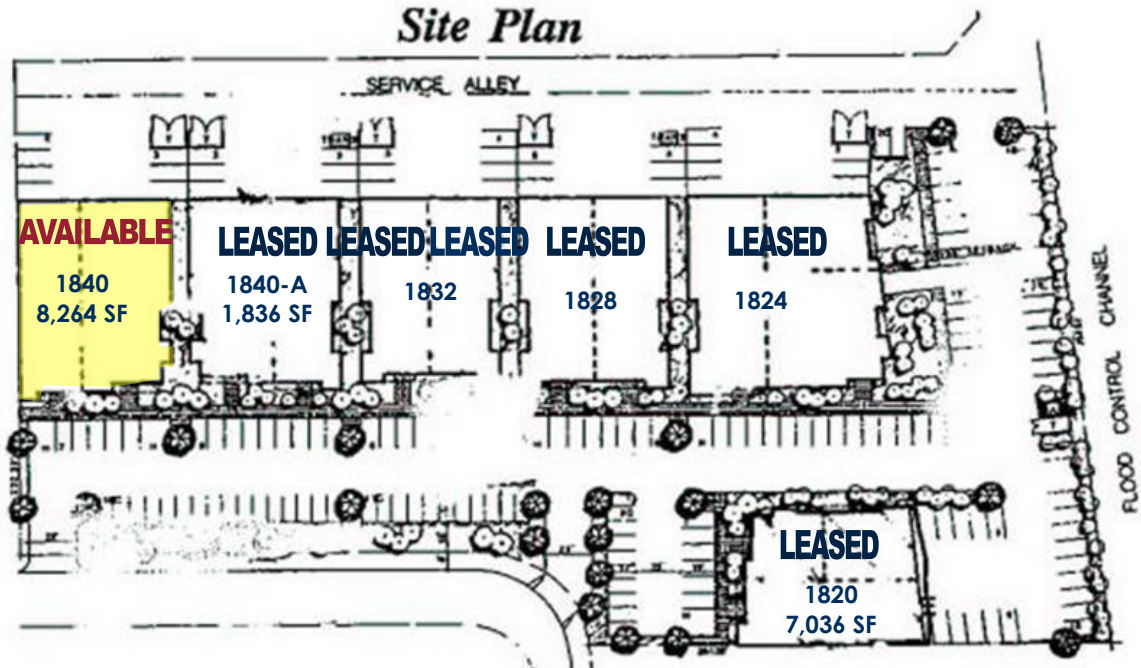 Site Plan
SERVICE ALLEY
AVAILABLE
1840
8,264 SF
LEASED
1840-A
1,836 SF
LEASED
LEASED
1832
LEASED
1828
LEASED
1824
FLOOD CONTROL CHANNEL
LEASED
1820
7,036 SF